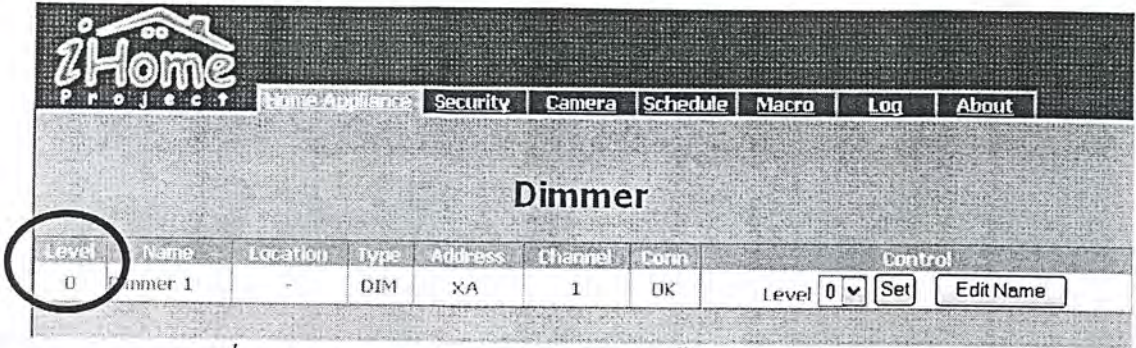 iHome
Project
Home Appliance Security Camera Schedule Macro Log About
Dimmer
Level Name Location Type Address Channel Conn Control
0 Dimmer 1 - DIM XA 1 OK Level 0 Set Edit Name